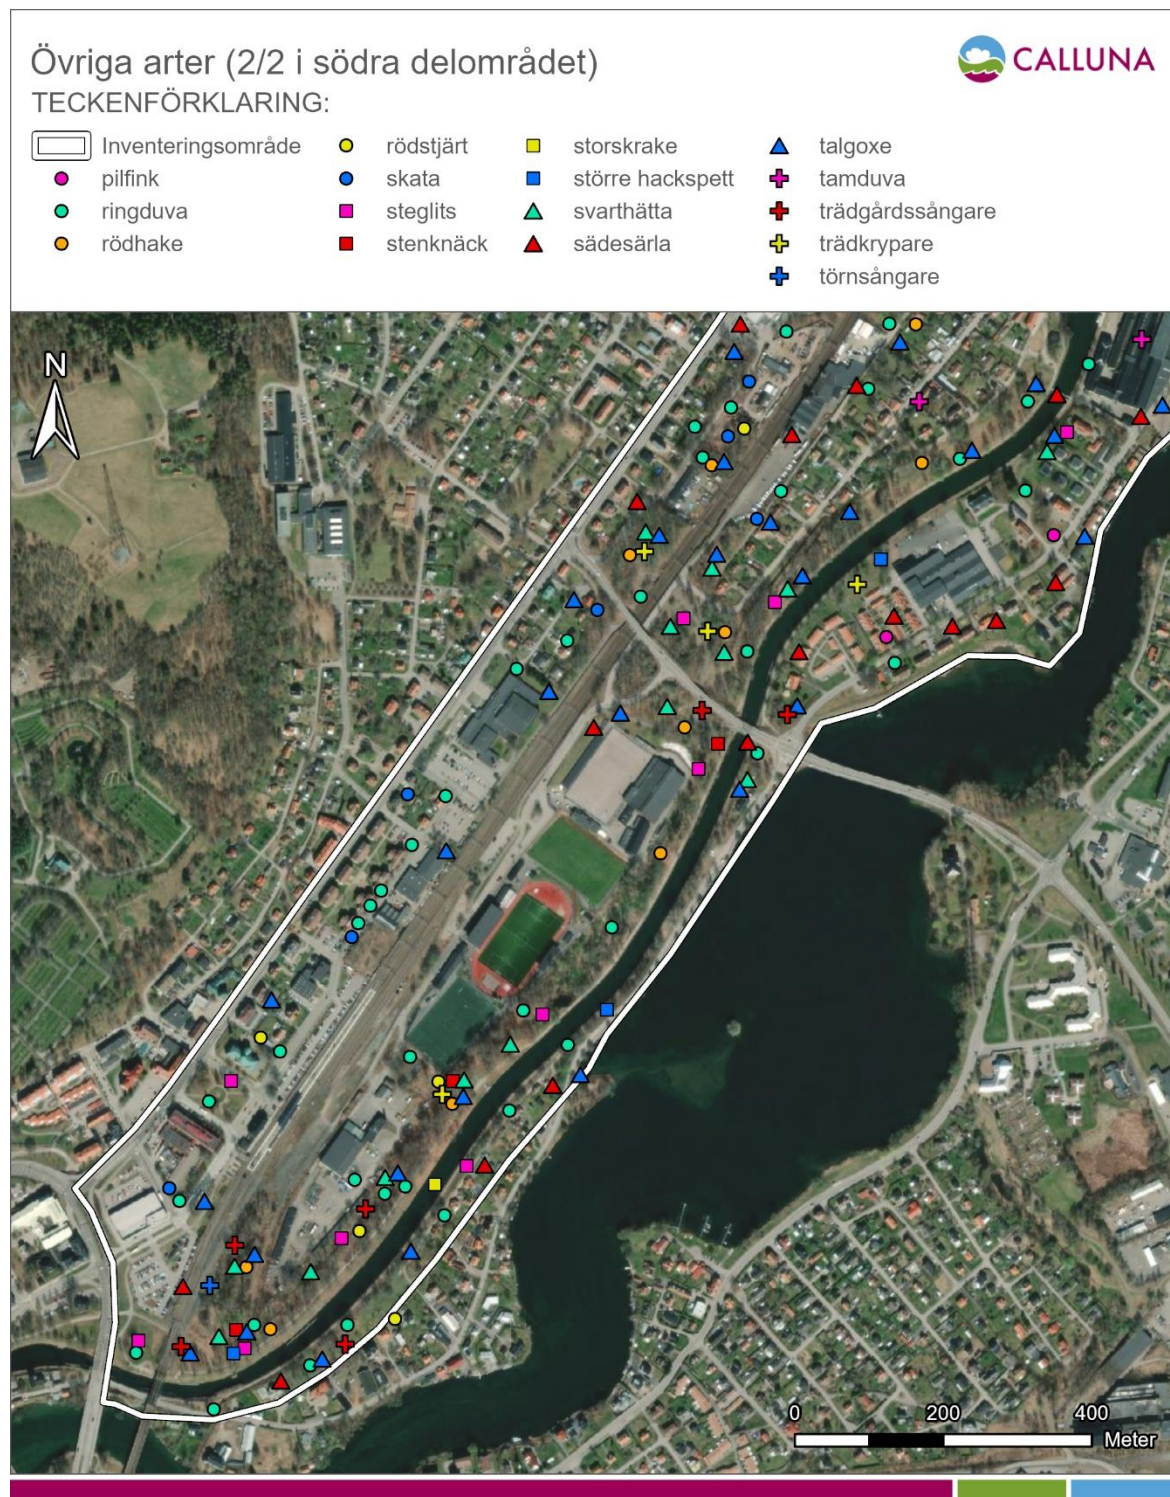 Övriga arter (2/2 i södra delområdet)
CALLUNA
TECKENFÖRKLARING:
Inventeringsområde
pilfink
ringduva
rödhake
rödstjärt
skata
steglits
stenknäck
storskrake
större hackspett
svarthätta
sädesärla
talgoxe
tamduva
trädgårdssångare
trädkrypare
törnsångare
N
0 200 400
Meter